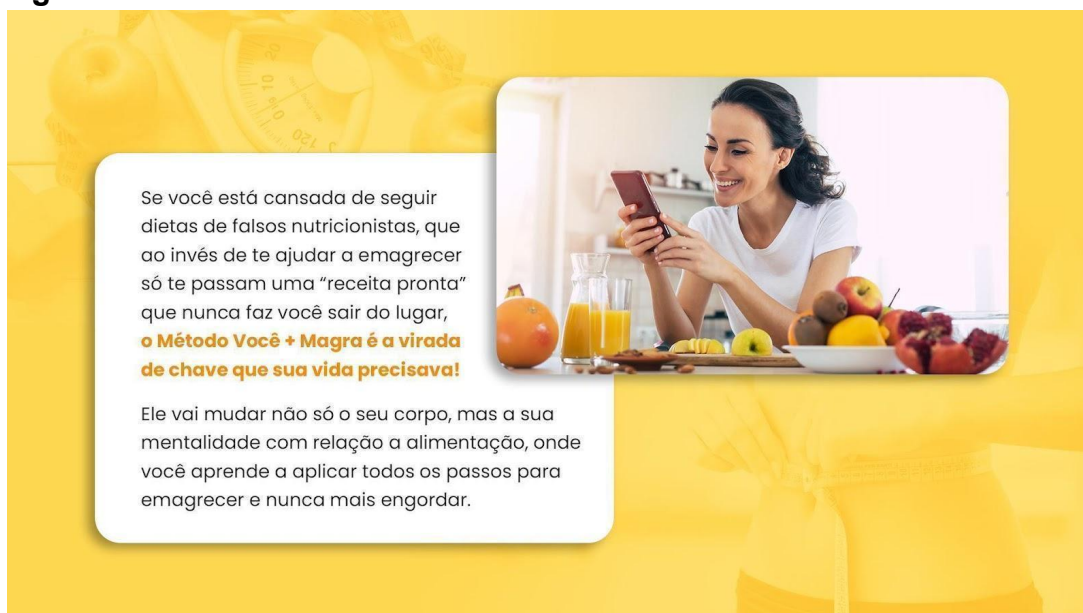 Se você está cansada de seguir
dietas de falsos nutricionistas, que
ao invés de te ajudar a emagrecer
só te passam uma “receita pronta”
que nunca faz você sair do lugar,
o Método Você + Magra é a virada
de chave que sua vida precisava!
Ele vai mudar não só o seu corpo, mas a sua
mentalidade com relação a alimentação, onde
você aprende a aplicar todos os passos para
emagrecer e nunca mais engordar.